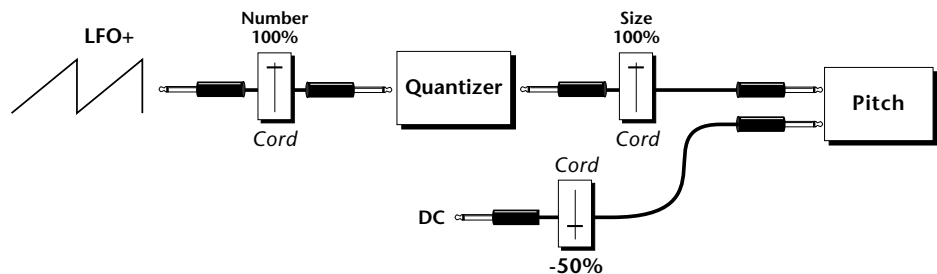 LFO+
Number
100%
Cord
Quantizer
Size
100%
Cord
Pitch
DC
Cord
-50%